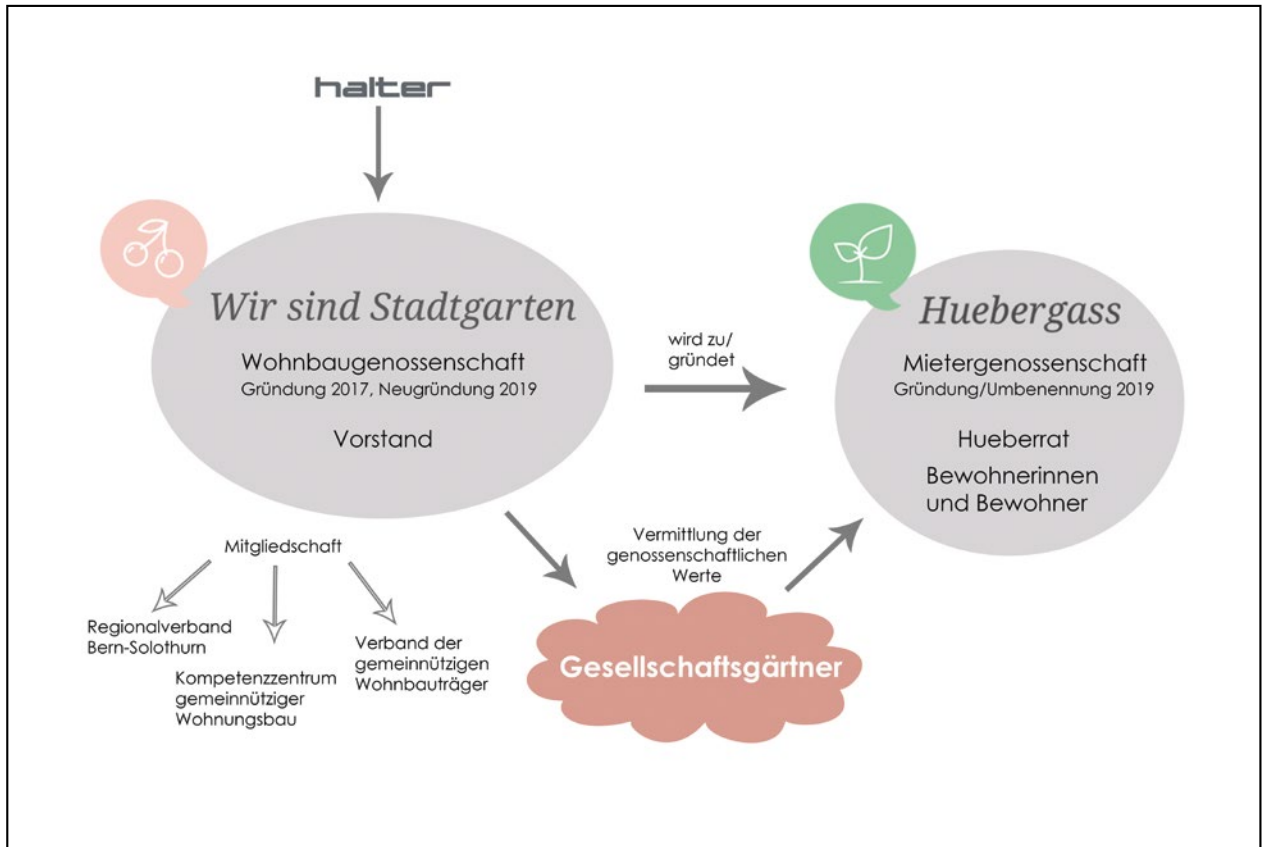 halter
Wir sind Stadtgarten
Wohnbaugenossenschaft
Gründung 2017, Neugründung 2019
Vorstand
wird zu/
gründet
Huebergass
Mietergenossenschaft
Gründung/Umbenennung 2019
Hueberrat
Bewohnerinnen
und Bewohner
Mitgliedschaft
Regionalverband
Bern-Solothurn
Kompetenzzentrum
gemeinnütziger
Wohnungsbau
Verband der
gemeinnützigen
Wohnbauträger
Vermittlung der
genossenschaftlichen
Werte
Gesellschaftsgärtner